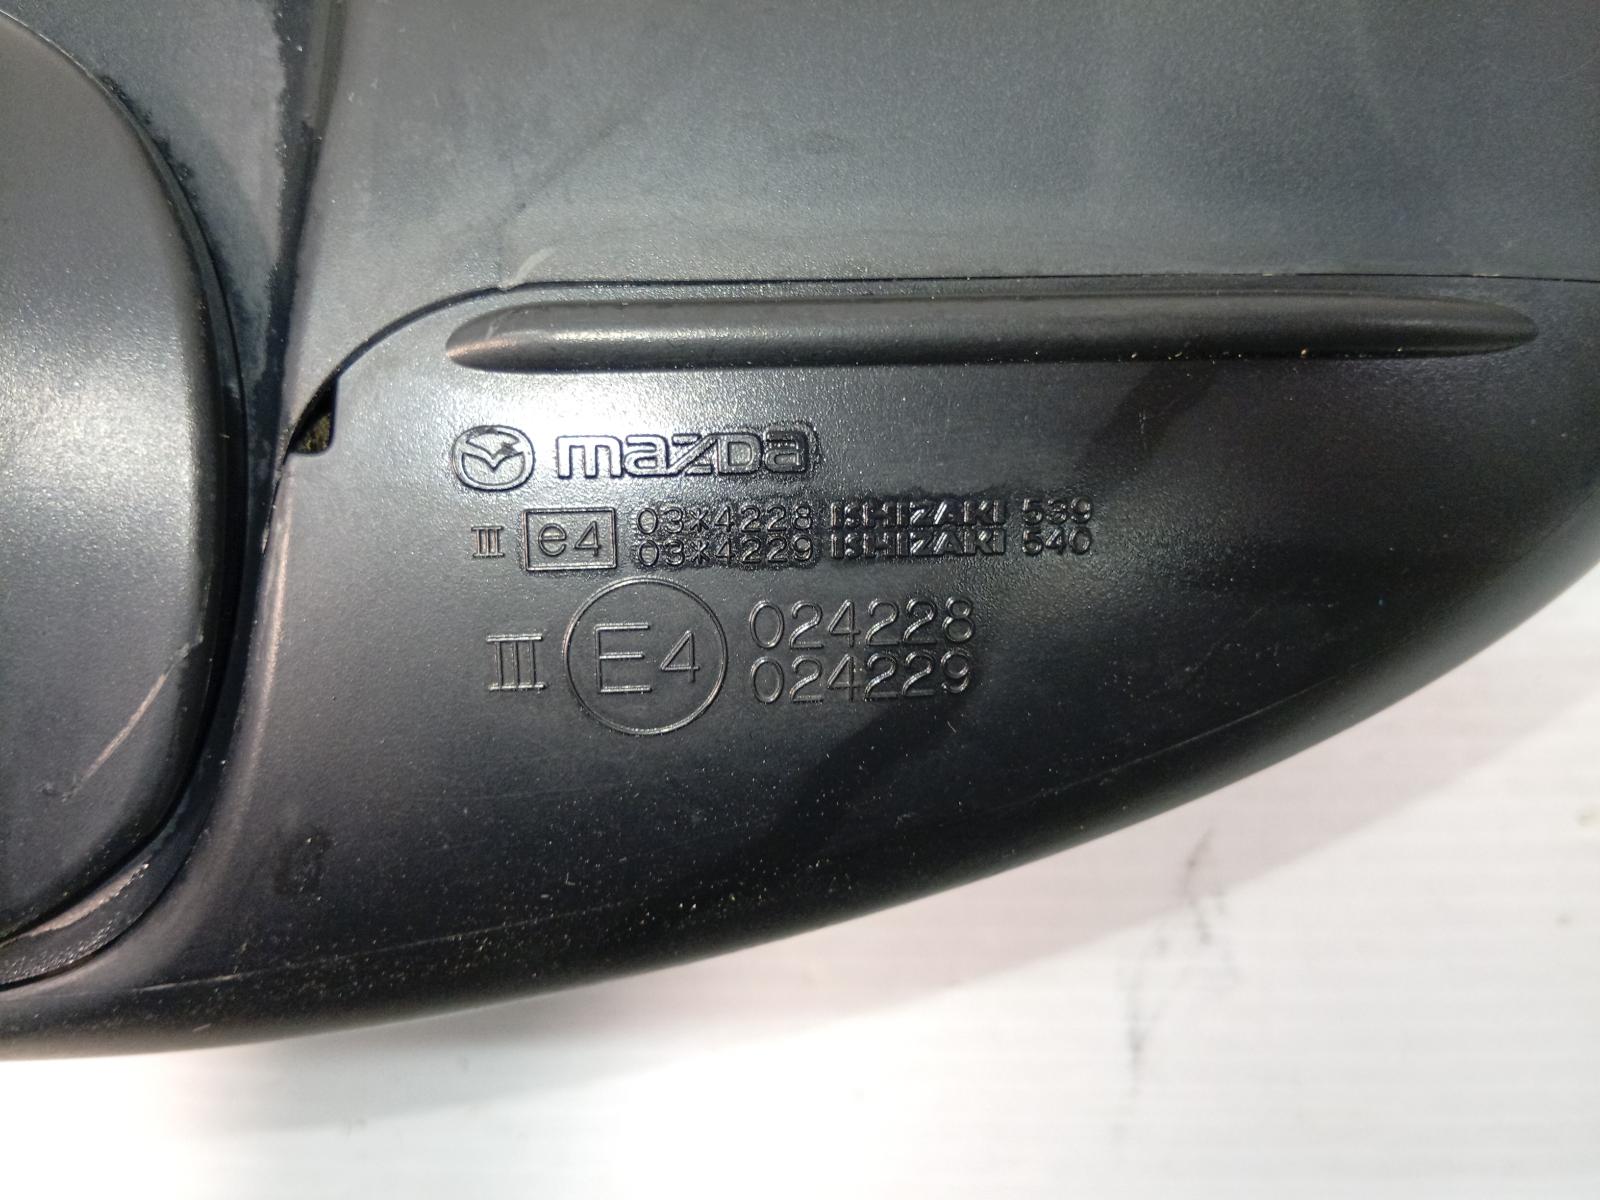 mazda
III e4 03*4228 ISHIZAKI 539
03*4229 ISHIZAKI 540
III E4 024228
024229